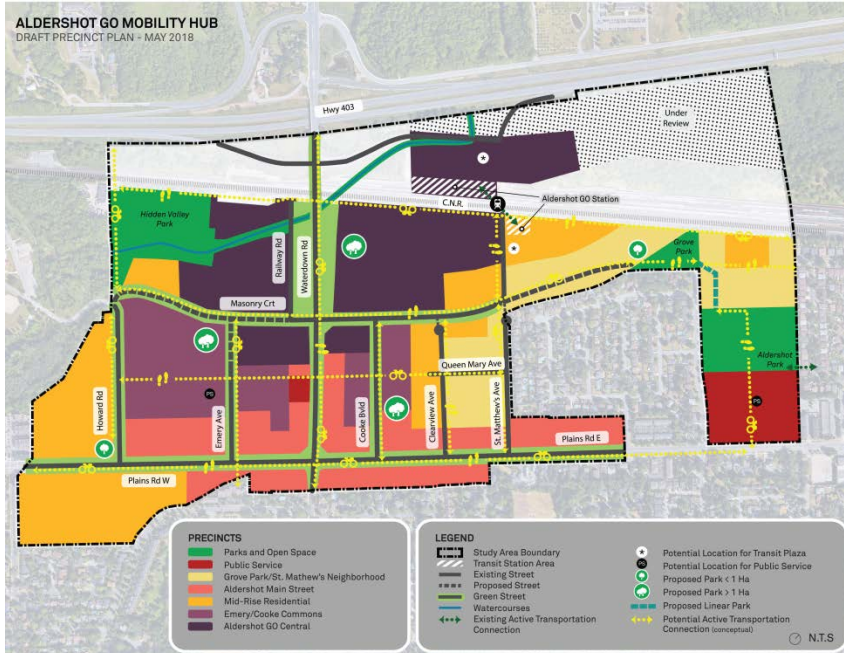 ALDERSHOT GO MOBILITY HUB
DRAFT PRECINCT PLAN - MAY 2018
Hwy 403
Under
Review
Aldershot GO Station
C.N.R.
Hidden Valley
Park
Railway Rd
Waterdown Rd
Grove
Park
Masonry Crt
Queen Mary Ave
Aldershot
Park
Howard Rd
Emery Ave
Cooke Blvd
Clearview Ave
St. Matthew's Ave
PS
PS
Plains Rd E
Plains Rd W
PRECINCTS
Parks and Open Space
Public Service
Grove Park/St. Mathew's Neighborhood
Aldershot Main Street
Mid-Rise Residential
Emery/Cooke Commons
Aldershot GO Central
LEGEND
Study Area Boundary
Transit Station Area
Existing Street
Proposed Street
Green Street
Watercourses
Existing Active Transportation
Connection
Potential Location for Transit Plaza
PS Potential Location for Public Service
Proposed Park < 1 Ha
Proposed Park > 1 Ha
Proposed Linear Park
Potential Active Transportation
Connection (conceptual)
N.T.S